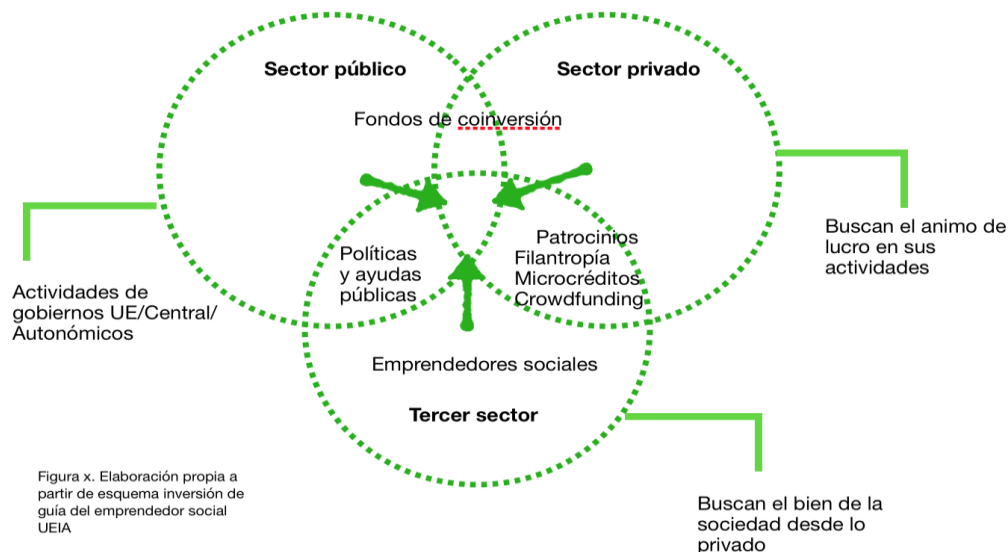 Sector público
Sector privado
Fondos de coinversión
Políticas
y ayudas
públicas
Patrocinios
Filantropía
Microcréditos
Crowdfunding
Buscan el animo de
lucro en sus
actividades
Actividades de
gobiernos UE/Central/
Autonómicos
Emprendedores sociales
Tercer sector
Figura x. Elaboración propia a
partir de esquema inversión de
guía del emprendedor social
UEIA
Buscan el bien de la
sociedad desde lo
privado